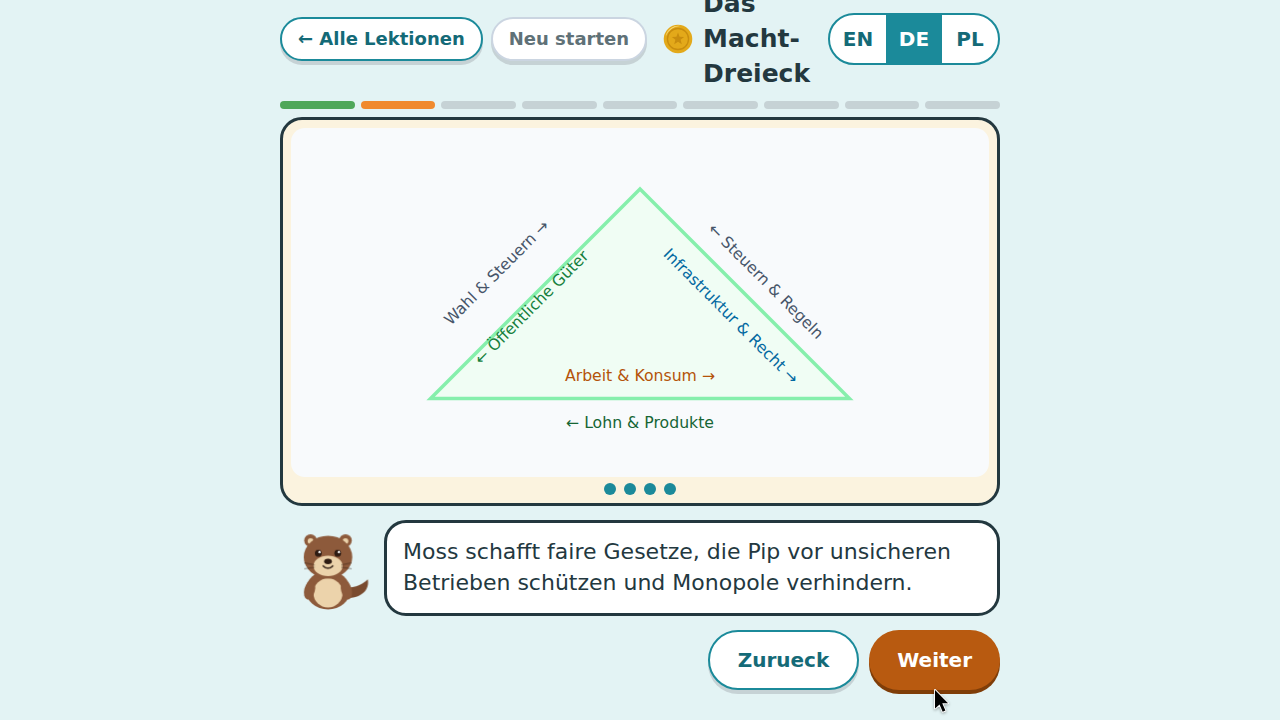 ← Alle Lektionen
Neu starten
Das
Macht-
Dreieck
EN
DE
PL
Wahl & Steuern →
← Öffentliche Güter
← Steuern & Regeln
Infrastruktur & Recht →
Arbeit & Konsum →
← Lohn & Produkte
Moss schafft faire Gesetze, die Pip vor unsicheren
Betrieben schützen und Monopole verhindern.
Zurueck
Weiter